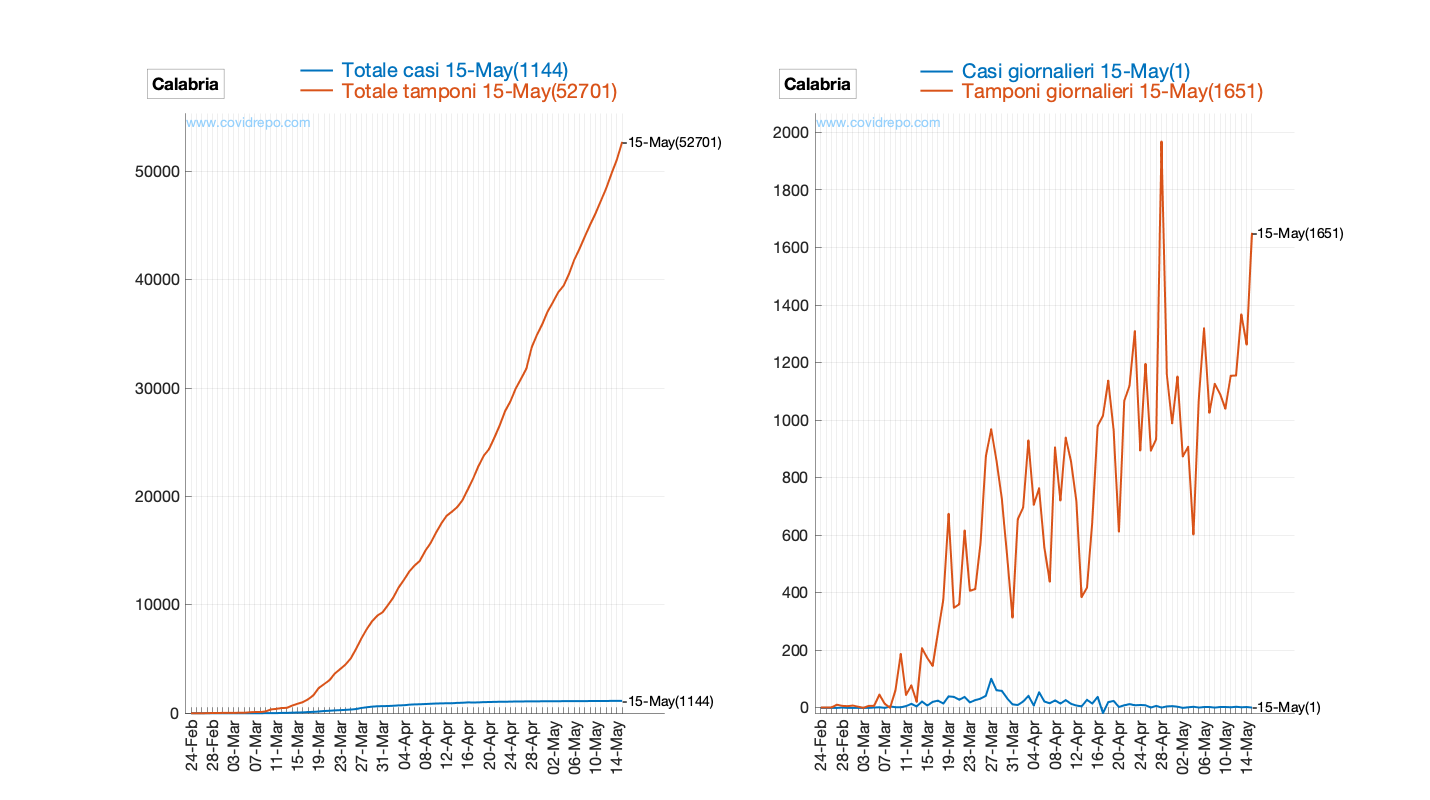 Calabria
Totale casi 15-May(1144)
Totale tamponi 15-May(52701)
www.covidrepo.com
15-May(52701)
50000
40000
30000
20000
10000
0
15-May(1144)
24-Feb
28-Feb
03-Mar
07-Mar
11-Mar
15-Mar
19-Mar
23-Mar
27-Mar
31-Mar
04-Apr
08-Apr
12-Apr
16-Apr
20-Apr
24-Apr
28-Apr
02-May
06-May
10-May
14-May
Calabria
Casi giornalieri 15-May(1)
Tamponi giornalieri 15-May(1651)
www.covidrepo.com
2000
1800
1600
15-May(1651)
1400
1200
1000
800
600
400
200
0
15-May(1)
24-Feb
28-Feb
03-Mar
07-Mar
11-Mar
15-Mar
19-Mar
23-Mar
27-Mar
31-Mar
04-Apr
08-Apr
12-Apr
16-Apr
20-Apr
24-Apr
28-Apr
02-May
06-May
10-May
14-May